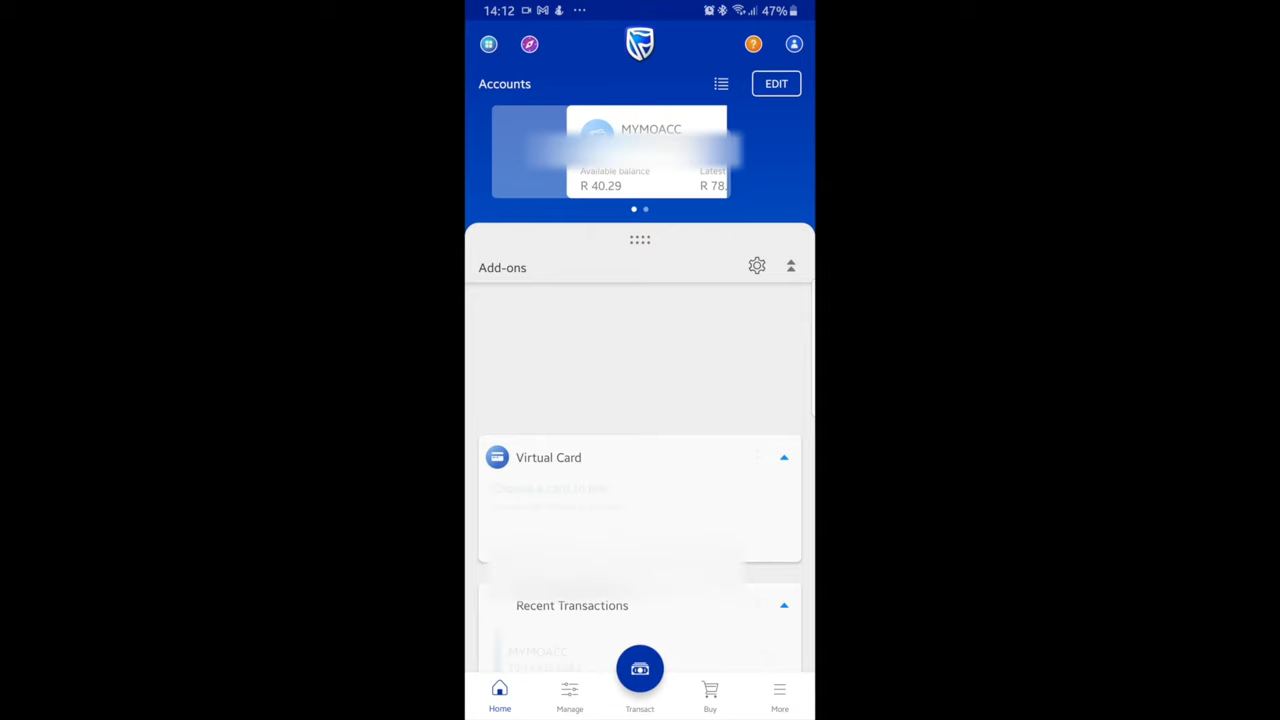 14:12
47%
Accounts
EDIT
MYMOACC
Available balance
Latest
R 40.29
R 78.
Add-ons
Virtual Card
Recent Transactions
MYMOACC
Home
Manage
Transact
Buy
More